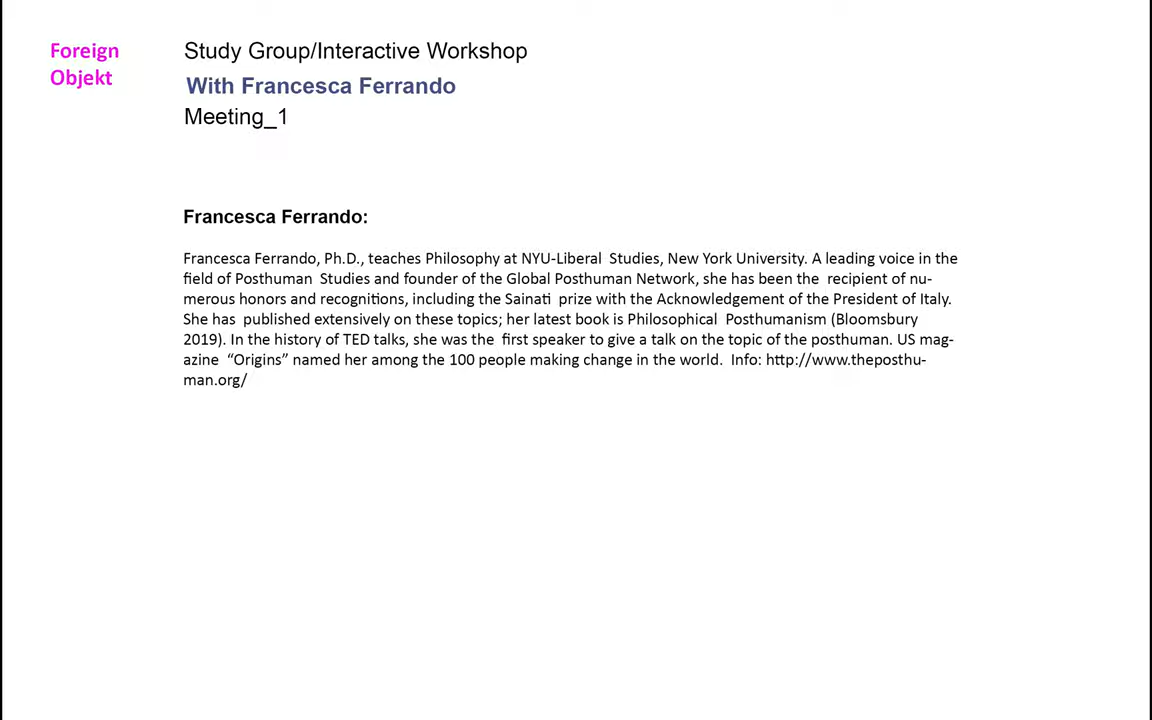 Foreign
Objekt
Study Group/Interactive Workshop
With Francesca Ferrando
Meeting_1
Francesca Ferrando:
Francesca Ferrando, Ph.D., teaches Philosophy at NYU-Liberal Studies, New York University. A leading voice in the
field of Posthuman Studies and founder of the Global Posthuman Network, she has been the recipient of nu-
merous honors and recognitions, including the Sainati prize with the Acknowledgement of the President of Italy.
She has published extensively on these topics; her latest book is Philosophical Posthumanism (Bloomsbury
2019). In the history of TED talks, she was the first speaker to give a talk on the topic of the posthuman. US mag-
azine “Origins” named her among the 100 people making change in the world. Info: http://www.theposthu-
man.org/